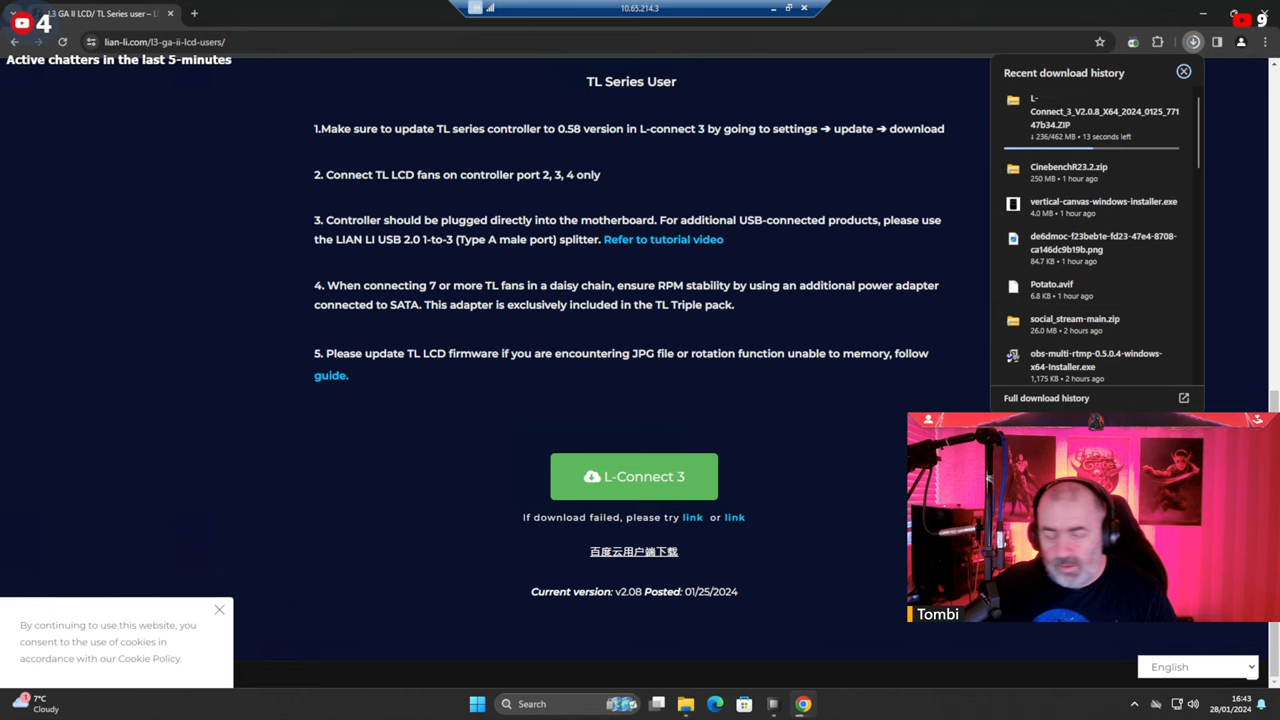 4
L3 GA II LCD/ TL Series user – L
10.65.214.3
9
lian-li.com/l3-ga-ii-lcd-users/
Active chatters in the last 5-minutes
TL Series User
1.Make sure to update TL series controller to 0.58 version in L-connect 3 by going to settings ➔ update ➔ download
2. Connect TL LCD fans on controller port 2, 3, 4 only
3. Controller should be plugged directly into the motherboard. For additional USB-connected products, please use
the LIAN LI USB 2.0 1-to-3 (Type A male port) splitter. Refer to tutorial video
4. When connecting 7 or more TL fans in a daisy chain, ensure RPM stability by using an additional power adapter
connected to SATA. This adapter is exclusively included in the TL Triple pack.
5. Please update TL LCD firmware if you are encountering JPG file or rotation function unable to memory, follow
guide.
L-Connect 3
If download failed, please try link or link
百度云用户端下载
Current version: v2.08 Posted: 01/25/2024
Recent download history
L-
Connect_3_V2.0.8_X64_2024_0125_771
47b34.ZIP
↓ 236/462 MB • 13 seconds left
CinebenchR23.2.zip
250 MB • 1 hour ago
vertical-canvas-windows-installer.exe
4.0 MB • 1 hour ago
de6dmoc-f23beb1e-fd23-47e4-8708-
ca146dc9b19b.png
84.7 KB • 1 hour ago
Potato.avif
6.8 KB • 1 hour ago
social_stream-main.zip
26.0 MB • 2 hours ago
obs-multi-rtmp-0.5.0.4-windows-
x64-Installer.exe
1,175 KB • 2 hours ago
Full download history
Tombi
By continuing to use this website, you
consent to the use of cookies in
accordance with our Cookie Policy.
English
1
7°C
Cloudy
Search
16:43
28/01/2024